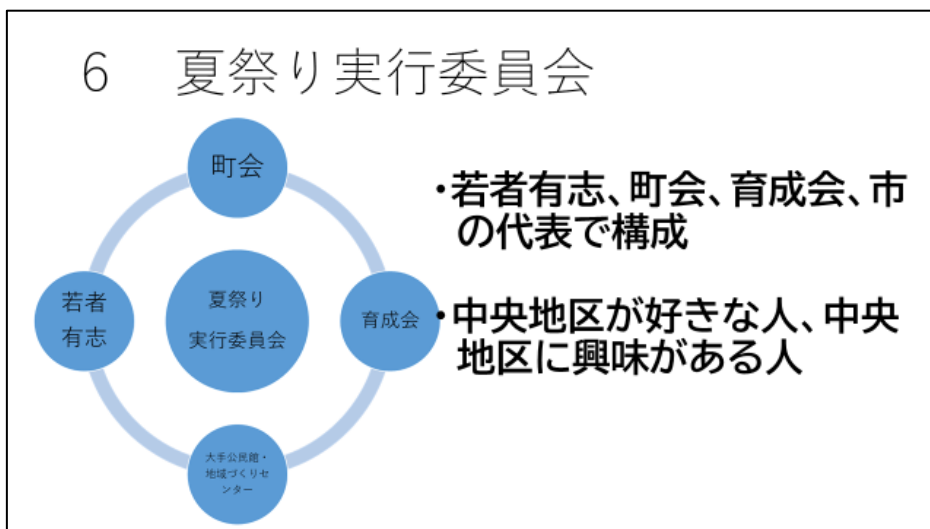 6　夏祭り実行委員会
町会
若者
有志
夏祭り
実行委員会
育成会
大手公民館・
地域づくりセ
ンター
・若者有志、町会、育成会、市
の代表で構成
・中央地区が好きな人、中央
地区に興味がある人